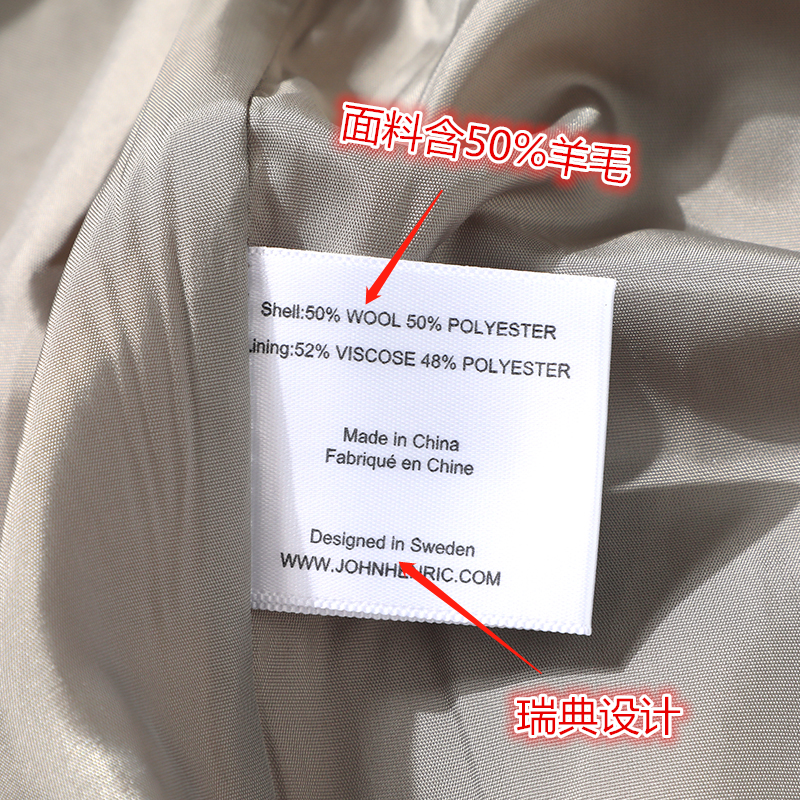 面料含50%羊毛
Shell:50% WOOL 50% POLYESTER
Lining:52% VISCOSE 48% POLYESTER
Made in China
Fabriqué en Chine
Designed in Sweden
WWW.JOHNHENRIC.COM
瑞典设计